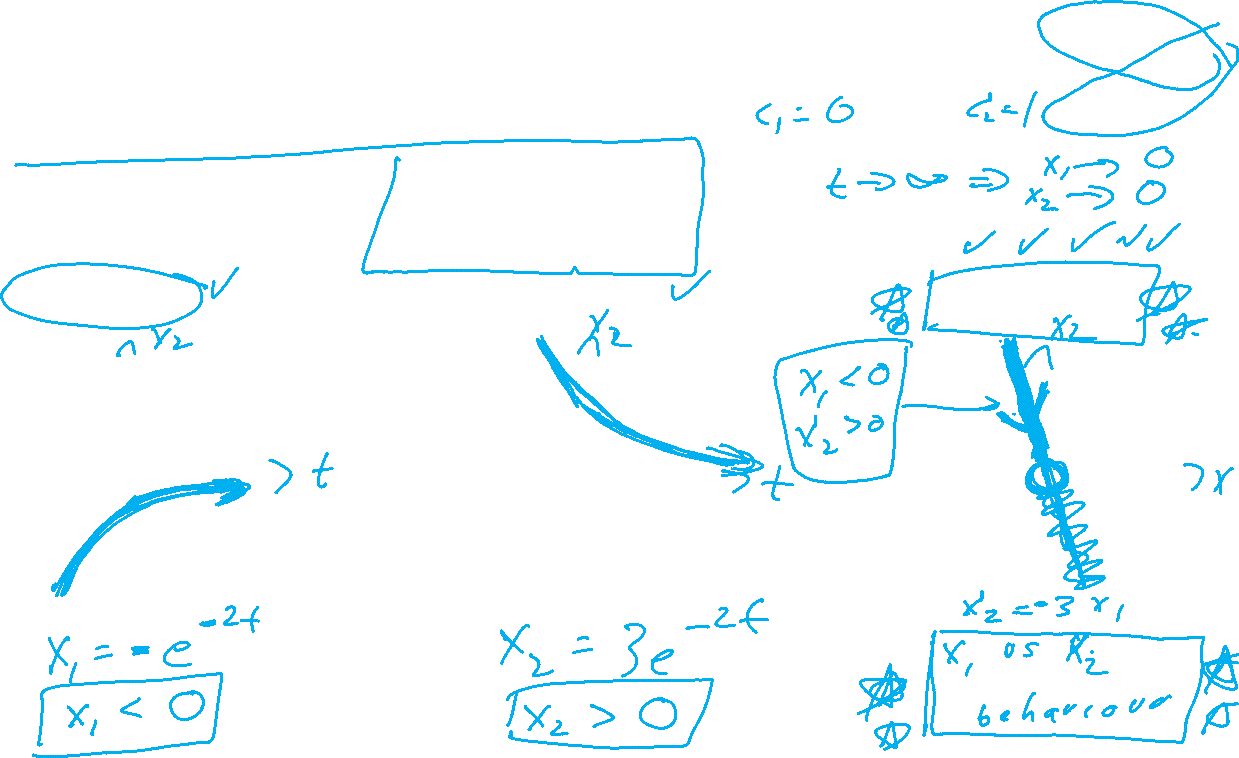 c₁ = 0 c₂ = 1
t → ∞ ⇒ x₁ → 0
x₂ → 0
x₂
x₂
x₂
x₁ < 0
x₂ > 0
> t
> t
> x
x₂ = -3 x₁
x₁ = -e^{-2t}
x₂ = 3e^{-2t}
x₁ < 0
x₂ > 0
x₁ os x₂
behaviour